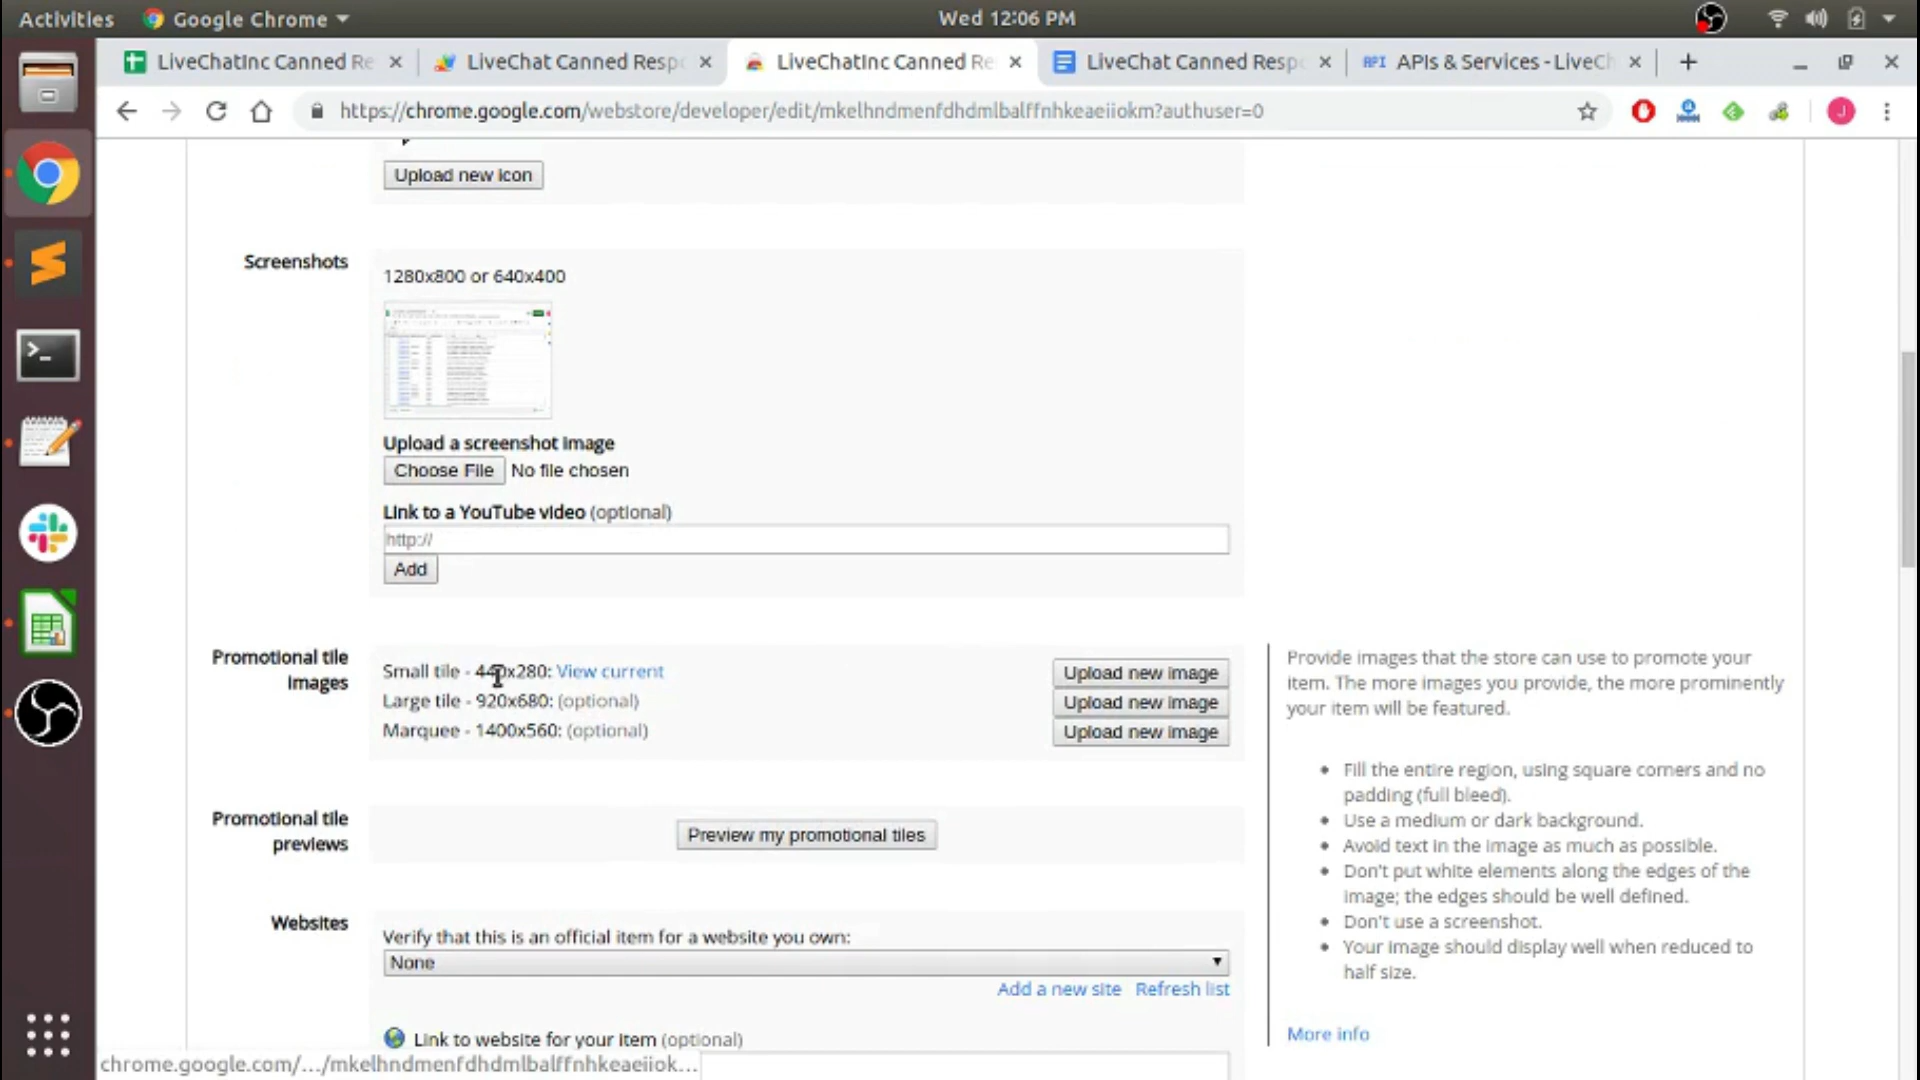 Activities
Google Chrome
Wed 12:06 PM
LiveChatInc Canned Re
LiveChat Canned Resp
LiveChatInc Canned Re
LiveChat Canned Resp
API
APIs & Services - LiveCh
https://chrome.google.com/webstore/developer/edit/mkelhndmenfdhdmlbalffnhkeaeiiokm?authuser=0
J
Upload new icon
Screenshots
1280x800 or 640x400
Upload a screenshot image
Choose File No file chosen
Link to a YouTube video (optional)
http://
Add
Promotional tile
images
Small tile - 440x280: View current
Upload new image
Large tile - 920x680: (optional)
Upload new image
Marquee - 1400x560: (optional)
Upload new image
Provide images that the store can use to promote your
item. The more images you provide, the more prominently
your item will be featured.
Fill the entire region, using square corners and no
padding (full bleed).
Use a medium or dark background.
Avoid text in the image as much as possible.
Don't put white elements along the edges of the
image; the edges should be well defined.
Don't use a screenshot.
Your image should display well when reduced to
half size.
More info
Promotional tile
previews
Preview my promotional tiles
Websites
Verify that this is an official item for a website you own:
None
Add a new site Refresh list
Link to website for your item (optional)
chrome.google.com/.../mkelhndmenfdhdmlbalffnhkeaeiiok...